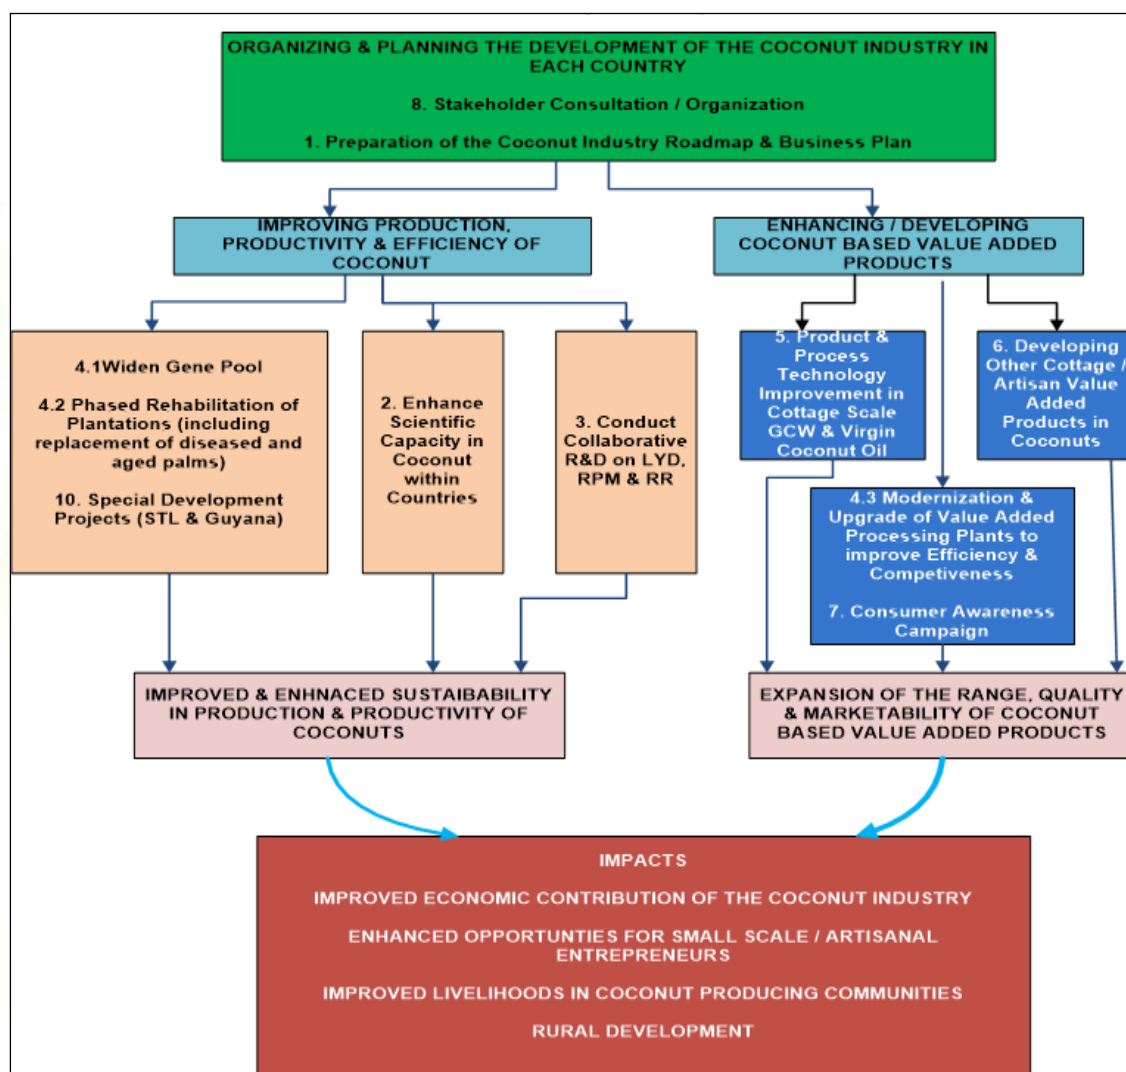 ORGANIZING & PLANNING THE DEVELOPMENT OF THE COCONUT INDUSTRY IN
EACH COUNTRY
8. Stakeholder Consultation / Organization
1. Preparation of the Coconut Industry Roadmap & Business Plan
IMPROVING PRODUCTION,
PRODUCTIVITY & EFFICIENCY OF
COCONUT
ENHANCING / DEVELOPING
COCONUT BASED VALUE ADDED
PRODUCTS
4.1Widen Gene Pool
4.2 Phased Rehabilitation of
Plantations (including
replacement of diseased and
aged palms)
10. Special Development
Projects (STL & Guyana)
2. Enhance
Scientific
Capacity in
Coconut
within
Countries
3. Conduct
Collaborative
R&D on LYD,
RPM & RR
5. Product &
Process
Technology
Improvement in
Cottage Scale
GCW & Virgin
Coconut Oil
6. Developing
Other Cottage /
Artisan Value
Added
Products in
Coconuts
4.3 Modernization &
Upgrade of Value Added
Processing Plants to
improve Efficiency &
Competiveness
7. Consumer Awareness
Campaign
IMPROVED & ENHNACED SUSTAIBABILITY
IN PRODUCTION & PRODUCTIVITY OF
COCONUTS
EXPANSION OF THE RANGE, QUALITY
& MARKETABILITY OF COCONUT
BASED VALUE ADDED PRODUCTS
IMPACTS
IMPROVED ECONOMIC CONTRIBUTION OF THE COCONUT INDUSTRY
ENHANCED OPPORTUNTIES FOR SMALL SCALE / ARTISANAL
ENTREPRENEURS
IMPROVED LIVELIHOODS IN COCONUT PRODUCING COMMUNITIES
RURAL DEVELOPMENT